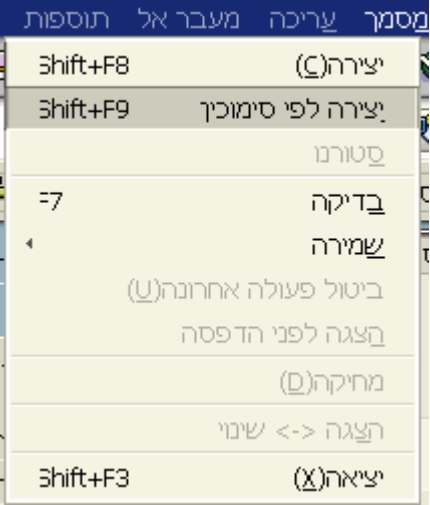 מסמך עריכה מעבר אל תוספות
יצירה(C) Shift+F8
יצירה לפי סימוכין Shift+F9
סטורנו
בדיקה F7
שמירה
ביטול פעולה אחרונה(U)
הצגה לפני הדפסה
מחיקה(D)
הצגה <-> שינוי
יציאה(X) Shift+F3